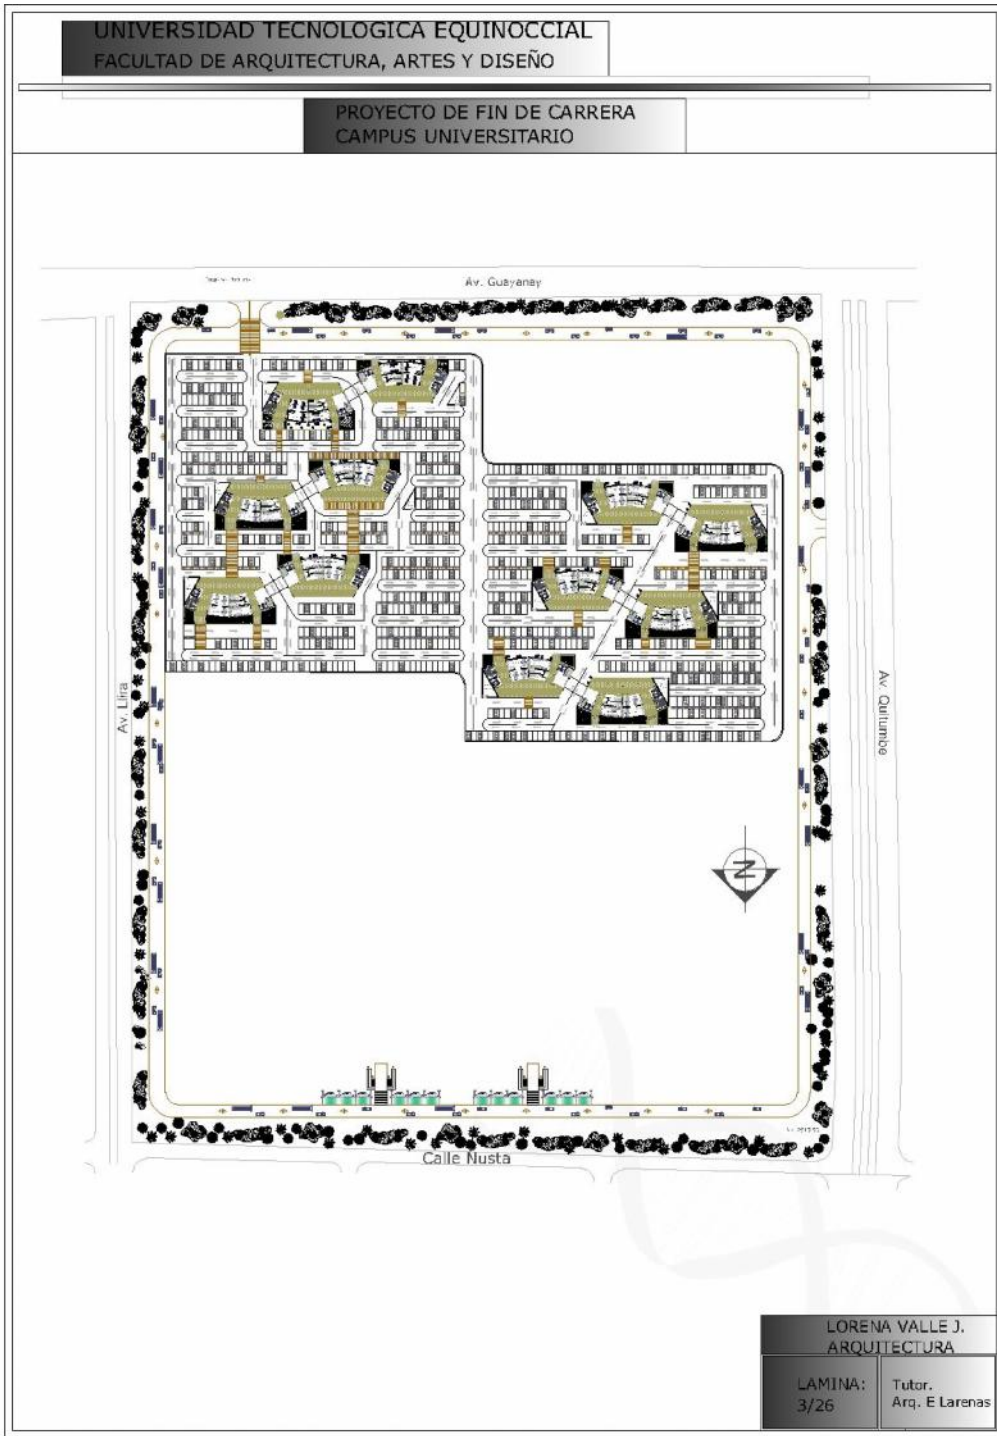 UNIVERSIDAD TECNOLOGICA EQUINOCCIAL
FACULTAD DE ARQUITECTURA, ARTES Y DISEÑO
PROYECTO DE FIN DE CARRERA
CAMPUS UNIVERSITARIO
Av. Guayanay
Av. Llira
Av. Quitumbe
N
Calle Nusta
LORENA VALLE J.
ARQUITECTURA
LAMINA:
3/26
Tutor.
Arq. E Larenas